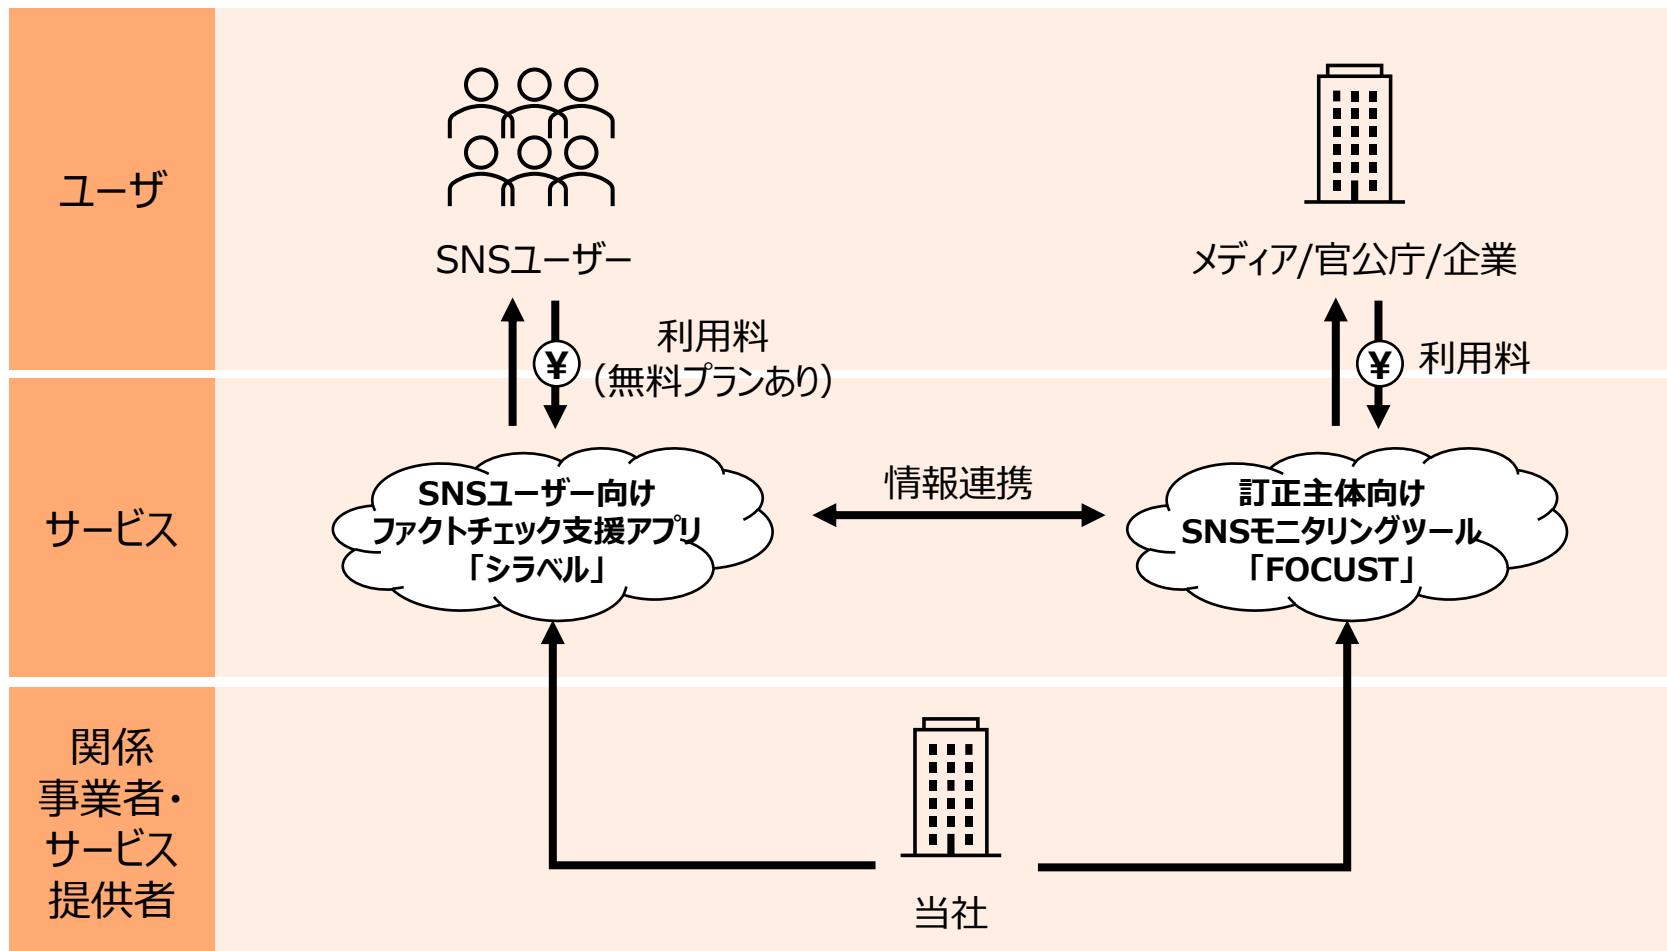 ユーザ
SNSユーザー
メディア/官公庁/企業
¥
利用料
（無料プランあり）
¥
利用料
サービス
SNSユーザー向け
ファクトチェック支援アプリ
「シラベル」
情報連携
訂正主体向け
SNSモニタリングツール
「FOCUST」
関係
事業者・
サービス
提供者
当社